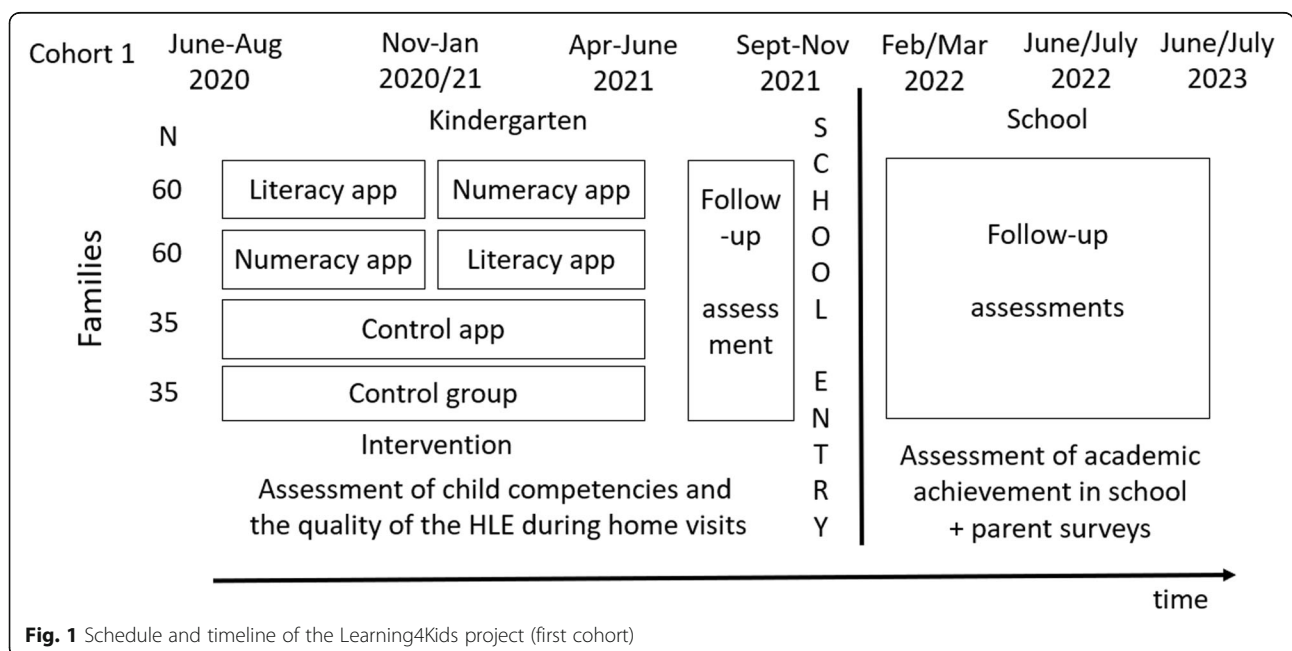 Cohort 1
June-Aug
2020
Nov-Jan
2020/21
Apr-June
2021
Sept-Nov
2021
Feb/Mar
2022
June/July
2022
June/July
2023
Kindergarten
School
N
Families
60
Literacy app
Numeracy app
60
Numeracy app
Literacy app
35
Control app
35
Control group
Follow
-up
assess
ment
SCHOOL ENTRY
Follow-up
assessments
Intervention
Assessment of child competencies and
the quality of the HLE during home visits
Assessment of academic
achievement in school
+ parent surveys
time
Fig. 1 Schedule and timeline of the Learning4Kids project (first cohort)